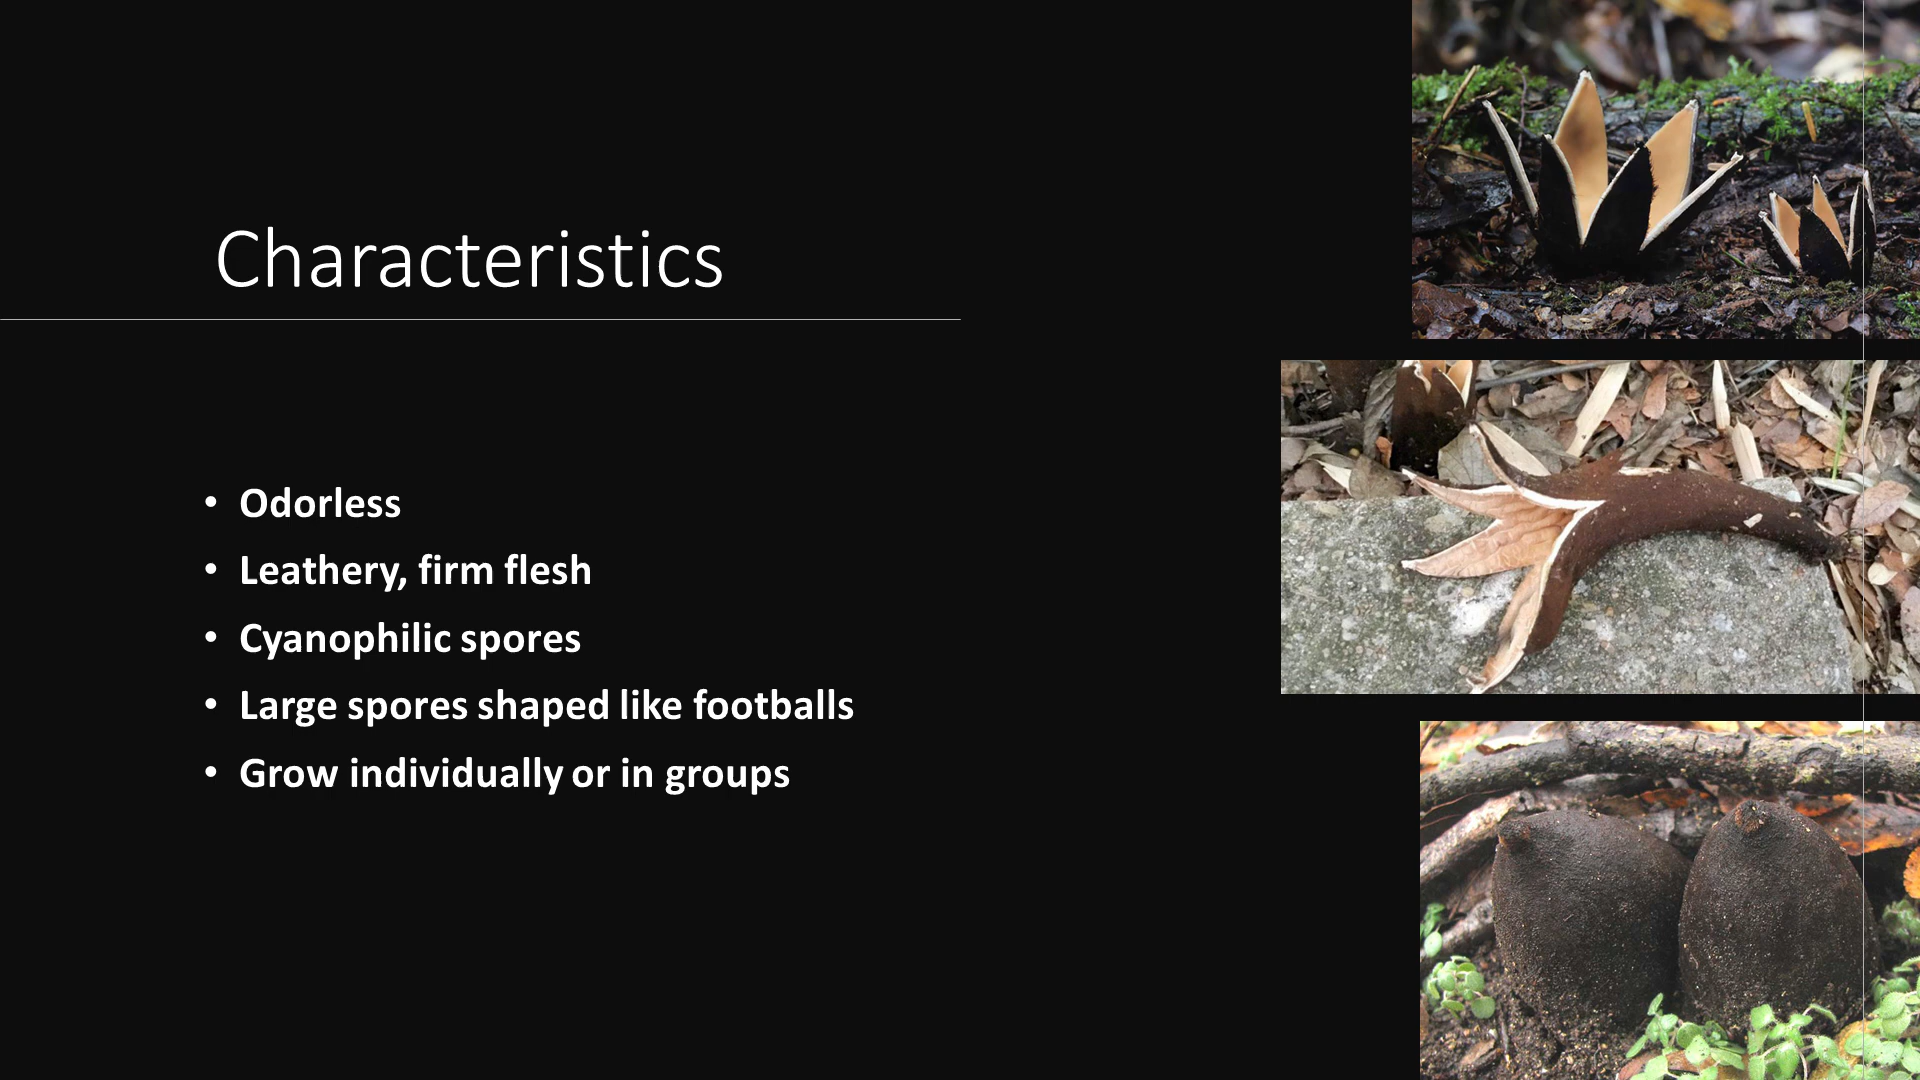 Characteristics
• Odorless
• Leathery, firm flesh
• Cyanophilic spores
• Large spores shaped like footballs
• Grow individually or in groups